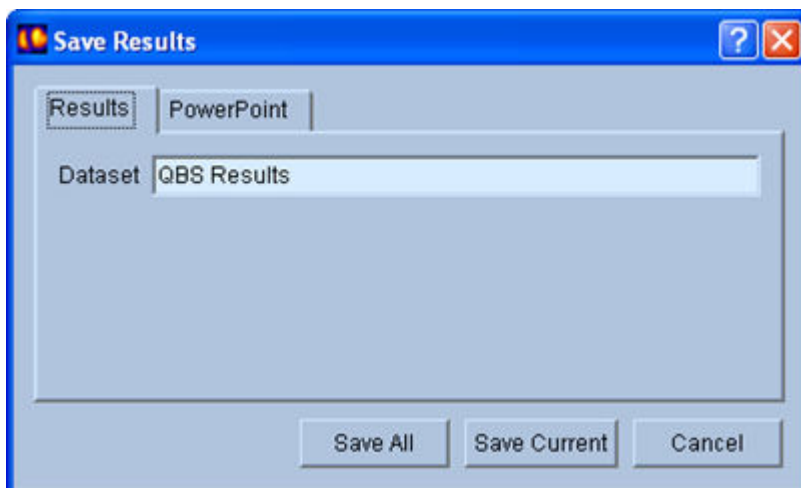 Save Results
Results PowerPoint
Dataset QBS Results
Save All Save Current Cancel